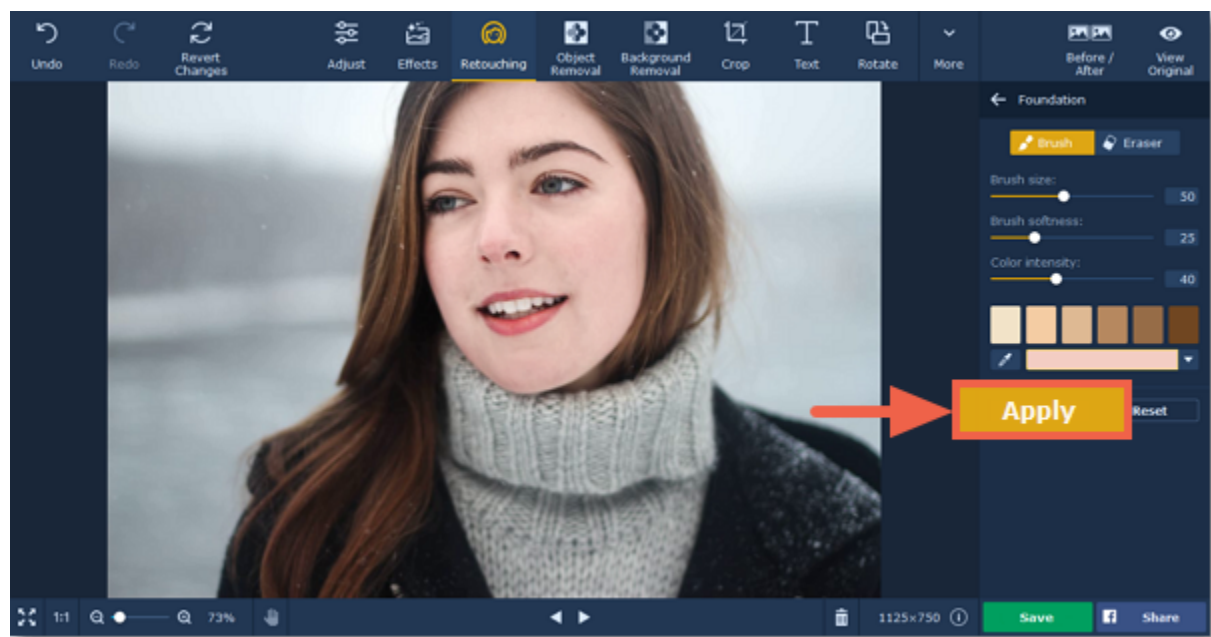 Undo
Redo
Revert
Changes
Adjust
Effects
Retouching
Object
Removal
Background
Removal
Crop
Text
Rotate
More
Before /
After
View
Original
Foundation
Brush
Eraser
Brush size:
50
Brush softness:
25
Color intensity:
40
Apply
Reset
1:1
73%
1125×750
Save
Share